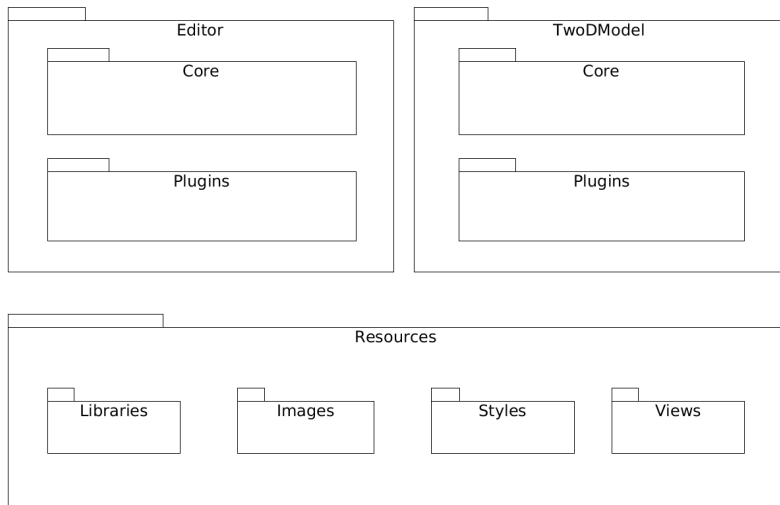 Editor
Core
Plugins
TwoDModel
Core
Plugins
Resources
Libraries
Images
Styles
Views